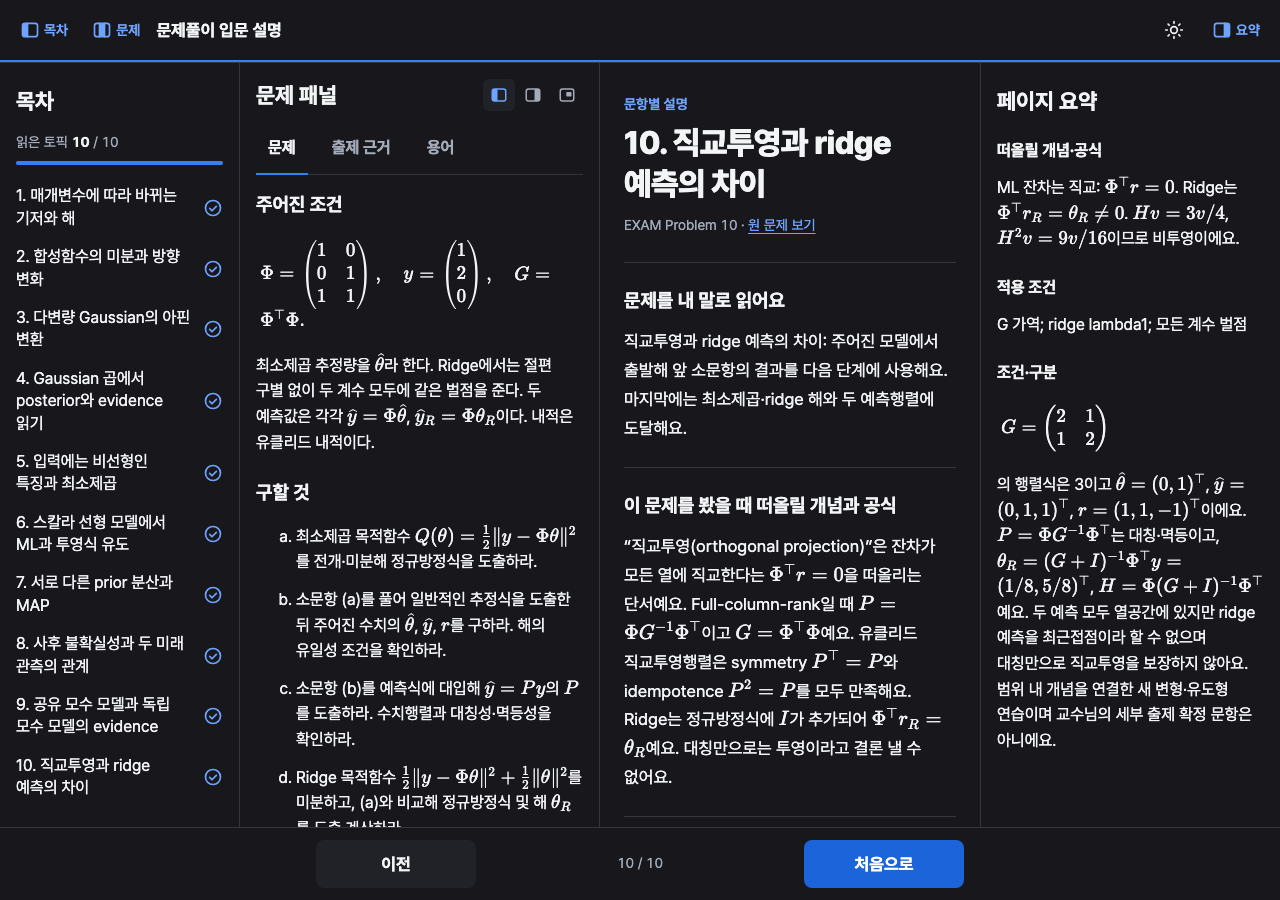 목차
문제
문제풀이 입문 설명
요약
목차
읽은 토픽 10 / 10
1. 매개변수에 따라 바뀌는
기저와 해
2. 합성함수의 미분과 방향
변화
3. 다변량 Gaussian의 아핀
변환
4. Gaussian 곱에서
posterior와 evidence
읽기
5. 입력에는 비선형인
특징과 최소제곱
6. 스칼라 선형 모델에서
ML과 투영식 유도
7. 서로 다른 prior 분산과
MAP
8. 사후 불확실성과 두 미래
관측의 관계
9. 공유 모수 모델과 독립
모수 모델의 evidence
10. 직교투영과 ridge
예측의 차이
문제 패널
문제 출제 근거 용어
주어진 조건
Φ = (1 0; 0 1; 1 1), y = (1; 2; 0), G =
Φ⊤Φ.
최소제곱 추정량을 θ̂라 한다. Ridge에서는 절편
구별 없이 두 계수 모두에 같은 벌점을 준다. 두
예측값은 각각 ŷ = Φθ̂, ŷ_R = Φθ_R이다. 내적은
유클리드 내적이다.
구할 것
a. 최소제곱 목적함수 Q(θ) = ½‖y − Φθ‖²
를 전개·미분해 정규방정식을 도출하라.
b. 소문항 (a)를 풀어 일반적인 추정식을 도출한
뒤 주어진 수치의 θ̂, ŷ, r를 구하라. 해의
유일성 조건을 확인하라.
c. 소문항 (b)를 예측식에 대입해 ŷ = Py의 P
를 도출하라. 수치행렬과 대칭성·멱등성을
확인하라.
d. Ridge 목적함수 ½‖y − Φθ‖² + ½‖θ‖²를
미분하고, (a)와 비교해 정규방정식 및 해 θ_R
를 도출·계산하라.
문항별 설명
10. 직교투영과 ridge
예측의 차이
EXAM Problem 10 · 원 문제 보기
문제를 내 말로 읽어요
직교투영과 ridge 예측의 차이: 주어진 모델에서
출발해 앞 소문항의 결과를 다음 단계에 사용해요.
마지막에는 최소제곱·ridge 해와 두 예측행렬에
도달해요.
이 문제를 봤을 때 떠올릴 개념과 공식
“직교투영(orthogonal projection)”은 잔차가
모든 열에 직교한다는 Φ⊤r = 0을 떠올리는
단서예요. Full-column-rank일 때 P =
ΦG⁻¹Φ⊤이고 G = Φ⊤Φ예요. 유클리드
직교투영행렬은 symmetry P⊤ = P와
idempotence P² = P를 모두 만족해요.
Ridge는 정규방정식에 I가 추가되어 Φ⊤r_R =
θ_R예요. 대칭만으로는 투영이라고 결론 낼 수
없어요.
페이지 요약
떠올릴 개념·공식
ML 잔차는 직교: Φ⊤r = 0. Ridge는
Φ⊤r_R = θ_R ≠ 0. Hv = 3v/4,
H²v = 9v/16이므로 비투영이에요.
적용 조건
G 가역; ridge lambda1; 모든 계수 벌점
조건·구분
G = (2 1; 1 2)
의 행렬식은 3이고 θ̂ = (0, 1)⊤, ŷ =
(0, 1, 1)⊤, r = (1, 1, −1)⊤이에요.
P = ΦG⁻¹Φ⊤는 대칭·멱등이고,
θ_R = (G + I)⁻¹Φ⊤y =
(1/8, 5/8)⊤, H = Φ(G + I)⁻¹Φ⊤
예요. 두 예측 모두 열공간에 있지만 ridge
예측을 최근접점이라 할 수 없으며
대칭만으로 직교투영을 보장하지 않아요.
범위 내 개념을 연결한 새 변형·유도형
연습이며 교수님의 세부 출제 확정 문항은
아니에요.
이전
10 / 10
처음으로